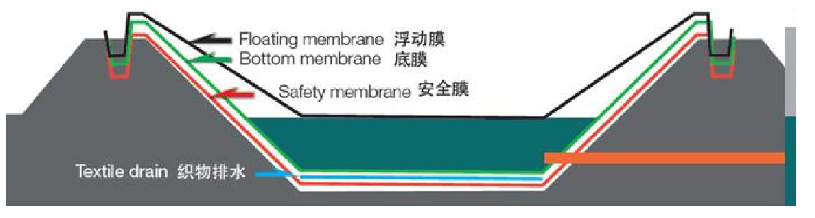 Floating membrane 浮动膜
Bottom membrane 底膜
Safety membrane 安全膜
Textile drain 织物排水